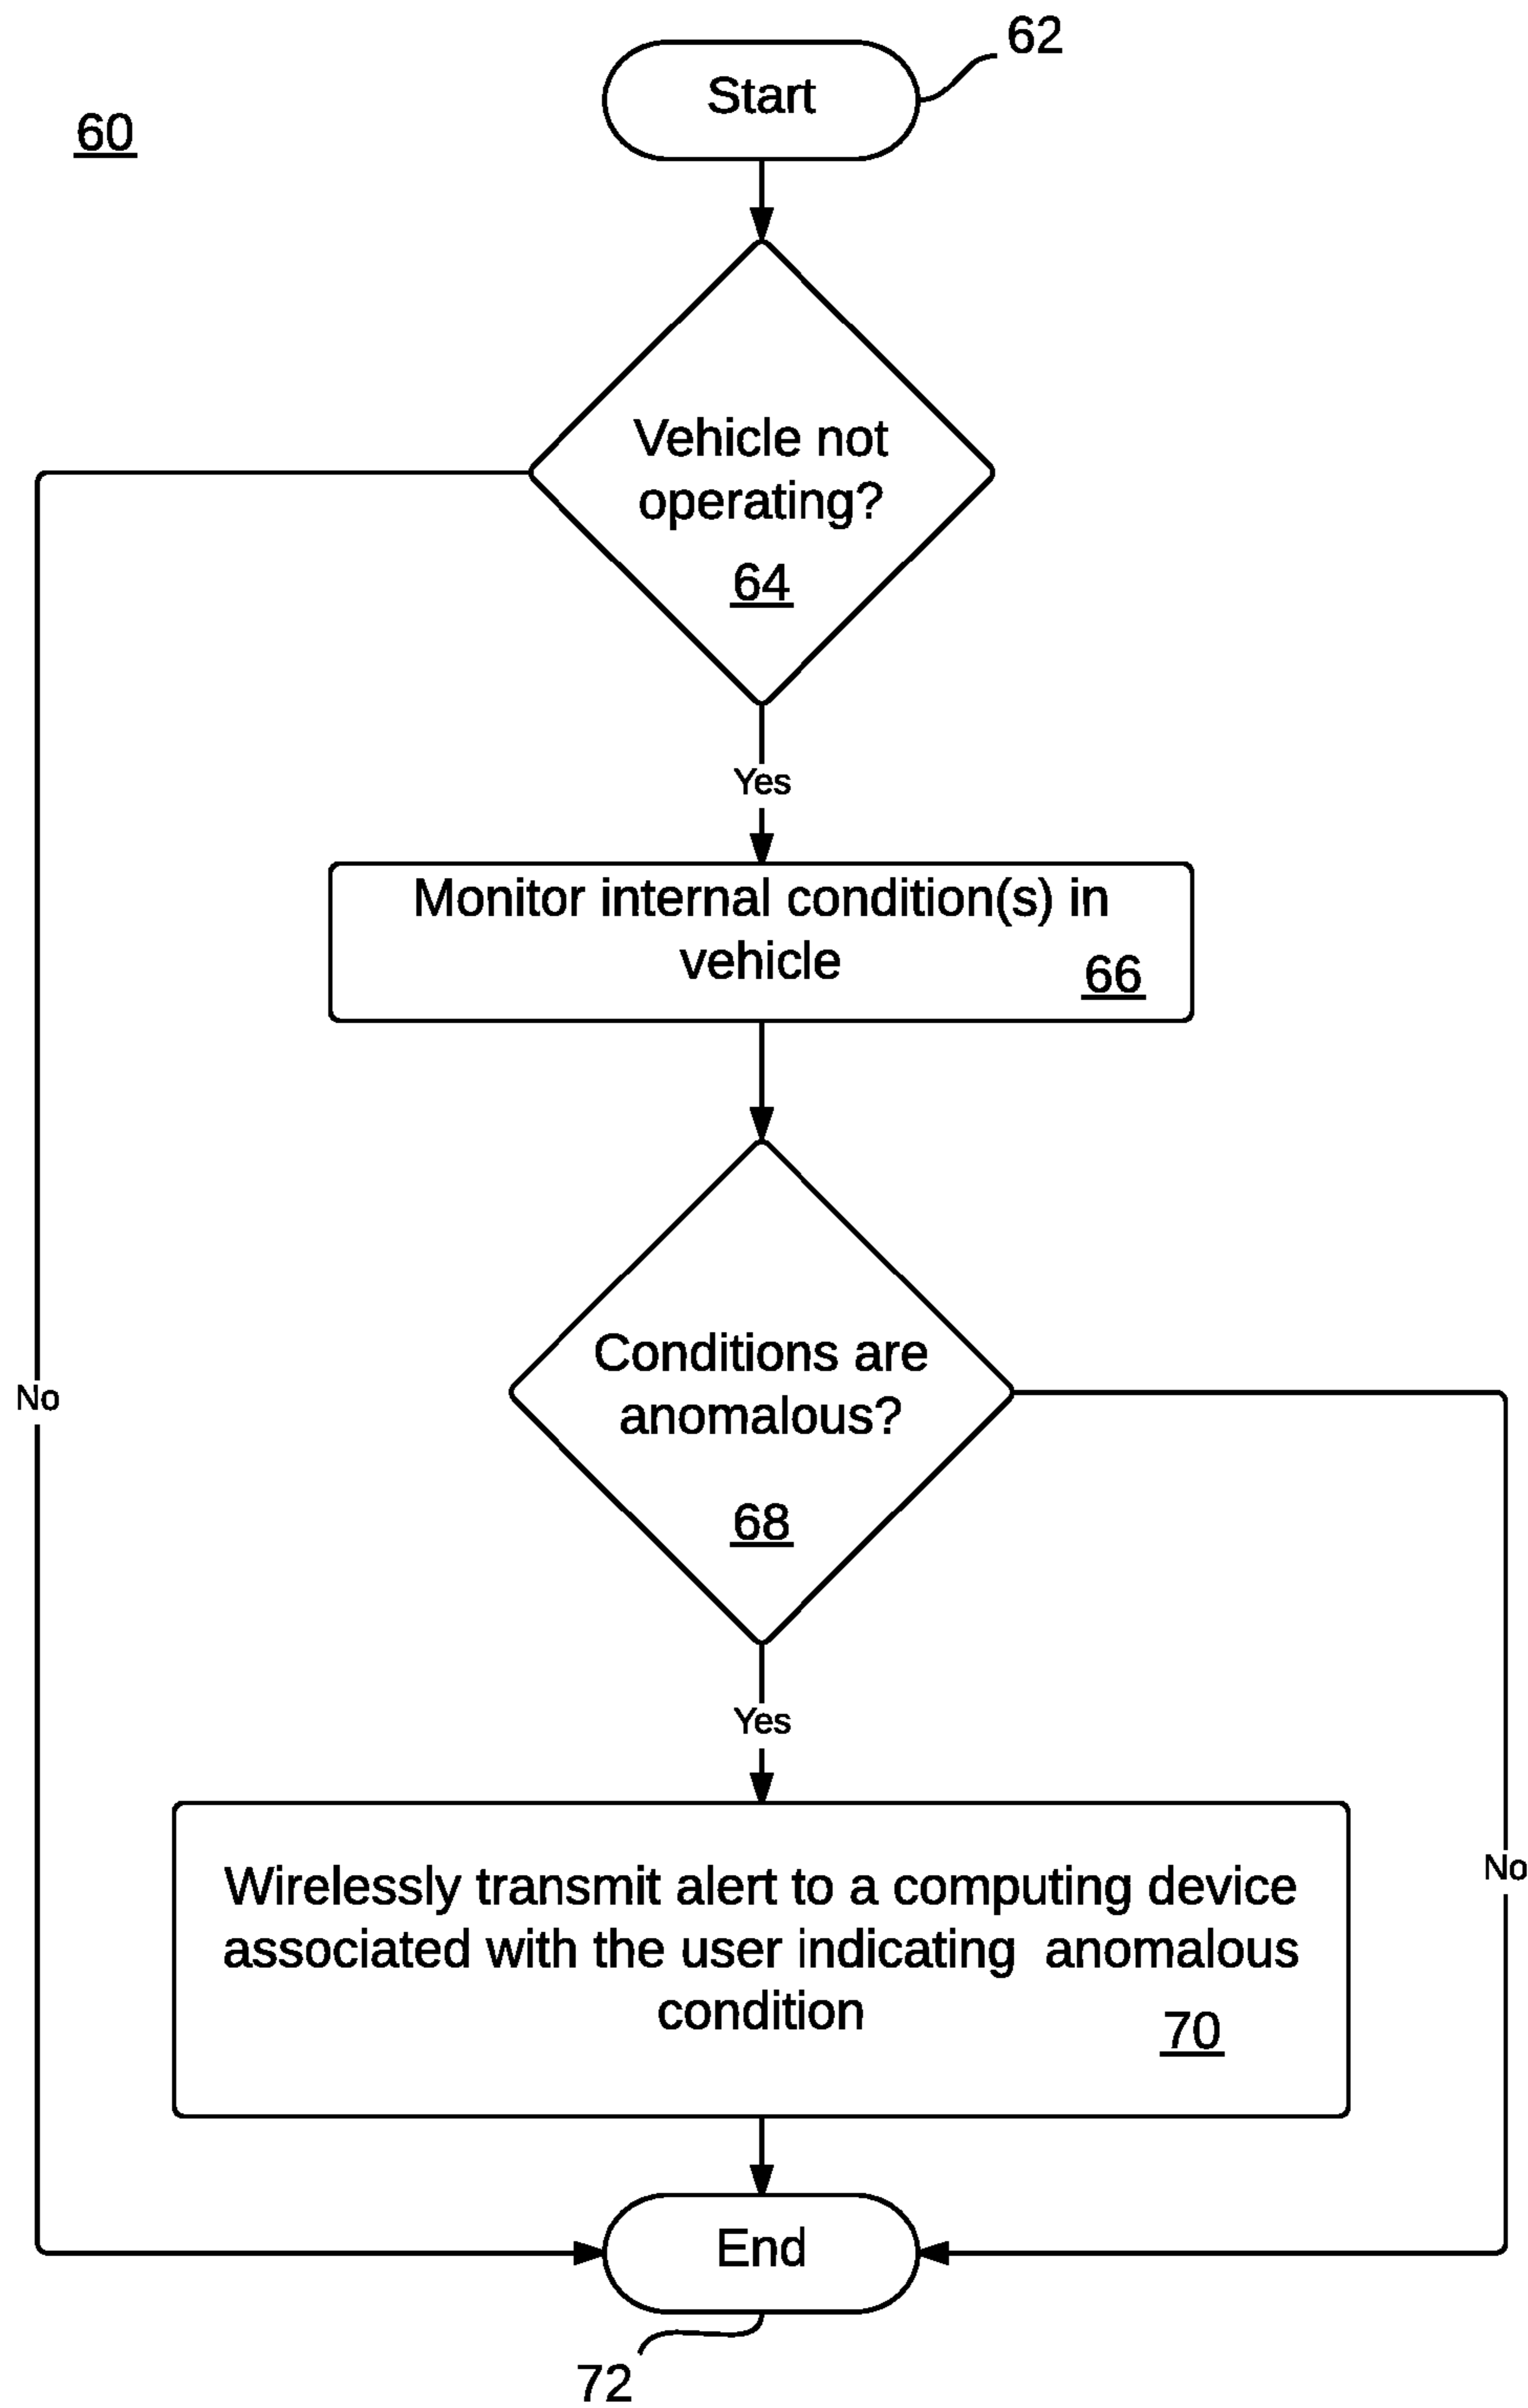 62
Start
60
Vehicle not
operating?
64
Yes
Monitor internal condition(s) in
vehicle
66
Conditions are
anomalous?
68
No
Yes
No
Wirelessly transmit alert to a computing device
associated with the user indicating anomalous
condition
70
End
72